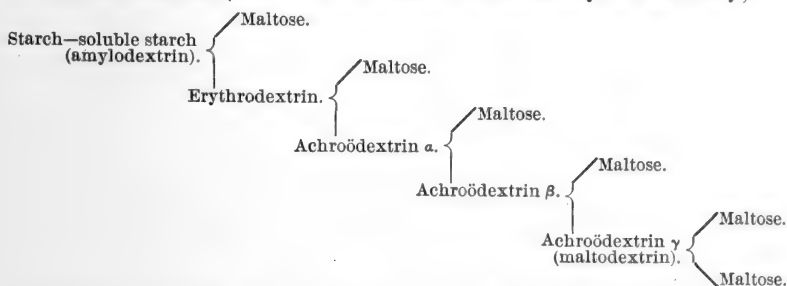 Maltose.
Starch—soluble starch
(amylodextrin).
Maltose.
Erythrodextrin.
Maltose.
Achroödextrin α.
Maltose.
Achroödextrin β.
Maltose.
Achroödextrin γ
(maltodextrin).
Maltose.